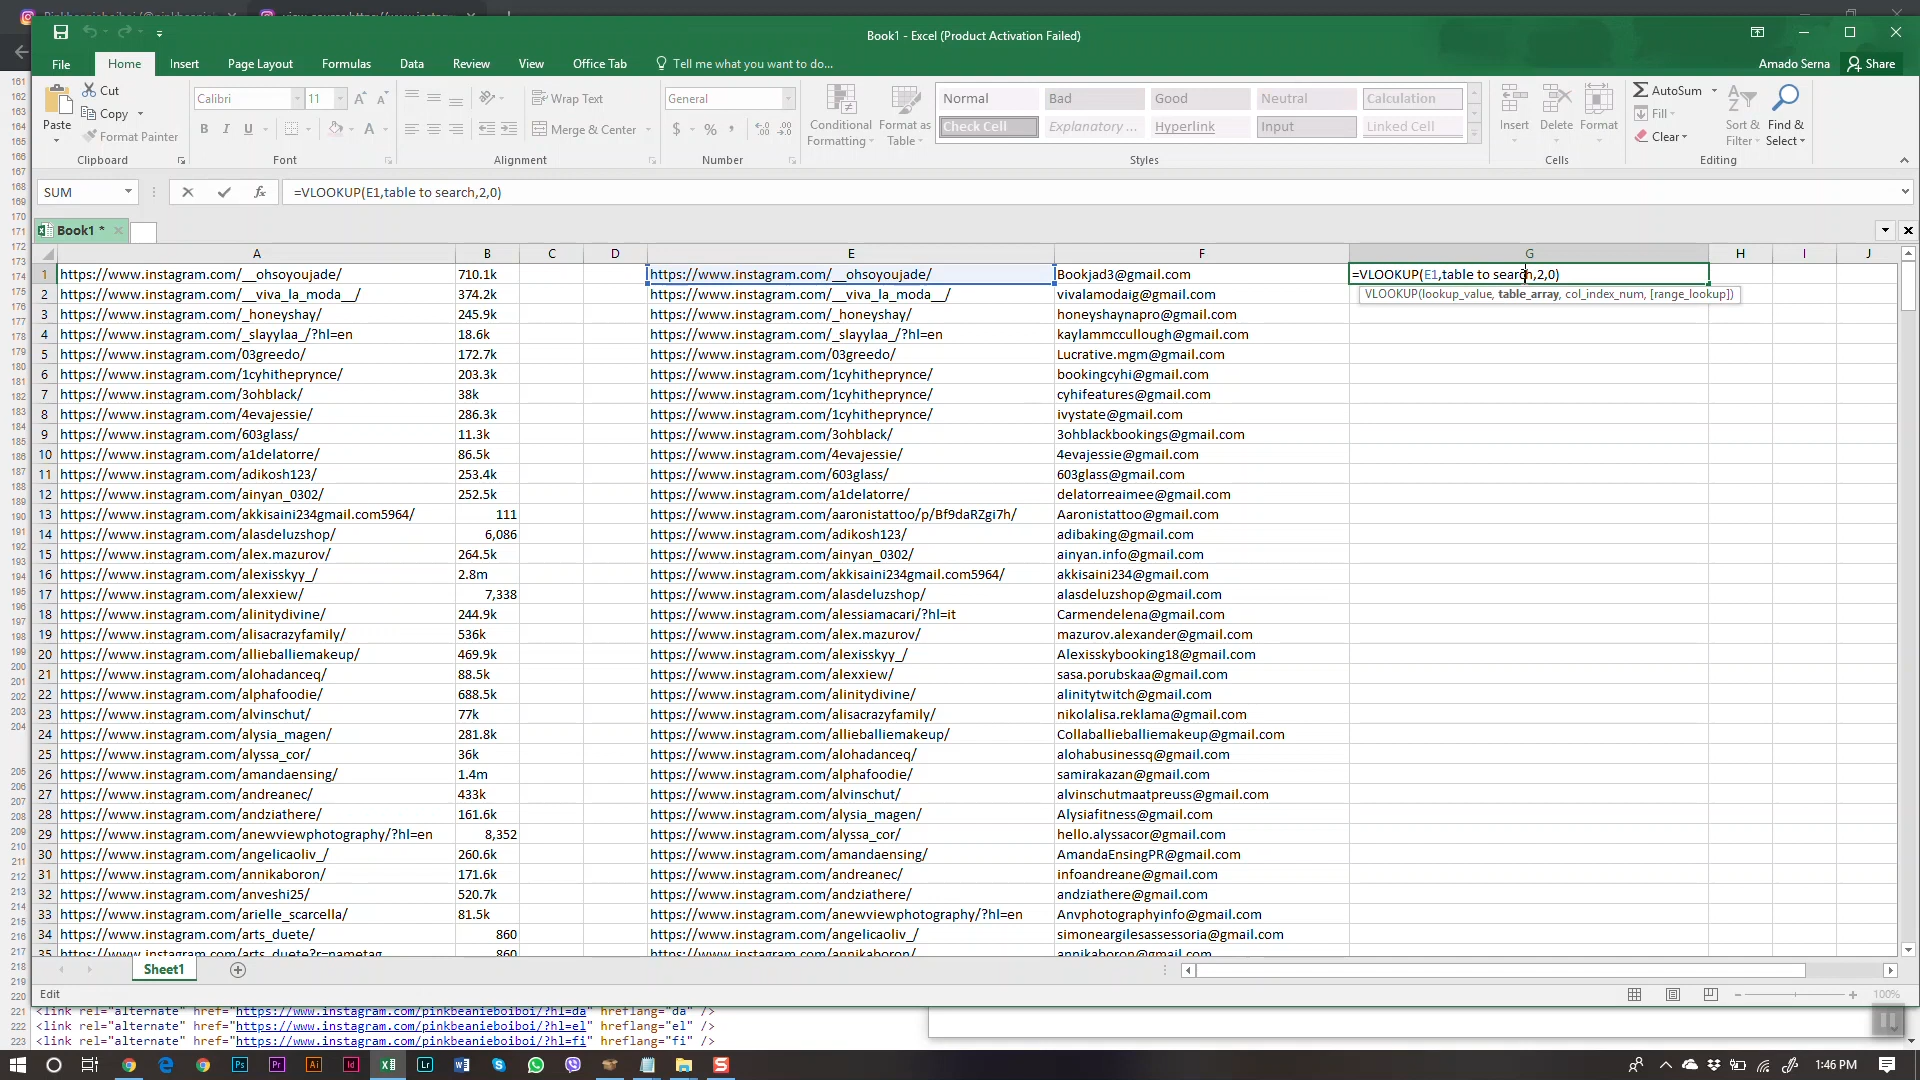 Book1 - Excel (Product Activation Failed)
File Home Insert Page Layout Formulas Data Review View Office Tab Tell me what you want to do... Amado Serna Share
Paste Cut Copy Format Painter Clipboard
Calibri 11 B I U Font
Wrap Text Merge & Center Alignment
General $ % , Number
Conditional Formatting Format as Table
Normal Bad Good Neutral Calculation
Check Cell Explanatory ... Hyperlink Input Linked Cell
Styles
Insert Delete Format Cells
AutoSum Fill Clear Sort & Filter Find & Select Editing
SUM =VLOOKUP(E1,table to search,2,0)
Book1 *
A B C D E F G H I J
1 https://www.instagram.com/__ohsoyoujade/ 710.1k https://www.instagram.com/__ohsoyoujade/ Bookjad3@gmail.com =VLOOKUP(E1,table to search,2,0)
VLOOKUP(lookup_value, table_array, col_index_num, [range_lookup])
2 https://www.instagram.com/__viva_la_moda__/ 374.2k https://www.instagram.com/__viva_la_moda__/ vivalamodaig@gmail.com
3 https://www.instagram.com/_honeyshay/ 245.9k https://www.instagram.com/_honeyshay/ honeyshaynapro@gmail.com
4 https://www.instagram.com/_slayylaa_/?hl=en 18.6k https://www.instagram.com/_slayylaa_/?hl=en kaylammccullough@gmail.com
5 https://www.instagram.com/03greedo/ 172.7k https://www.instagram.com/03greedo/ Lucrative.mgm@gmail.com
6 https://www.instagram.com/1cyhitheprynce/ 203.3k https://www.instagram.com/1cyhitheprynce/ bookingcyhi@gmail.com
7 https://www.instagram.com/3ohblack/ 38k https://www.instagram.com/1cyhitheprynce/ cyhifeatures@gmail.com
8 https://www.instagram.com/4evajessie/ 286.3k https://www.instagram.com/1cyhitheprynce/ ivystate@gmail.com
9 https://www.instagram.com/603glass/ 11.3k https://www.instagram.com/3ohblack/ 3ohblackbookings@gmail.com
10 https://www.instagram.com/a1delatorre/ 86.5k https://www.instagram.com/4evajessie/ 4evajessie@gmail.com
11 https://www.instagram.com/adikosh123/ 253.4k https://www.instagram.com/603glass/ 603glass@gmail.com
12 https://www.instagram.com/ainyan_0302/ 252.5k https://www.instagram.com/a1delatorre/ delatorreaimee@gmail.com
13 https://www.instagram.com/akkisaini234gmail.com5964/ 111 https://www.instagram.com/aaronistattoo/p/Bf9daRZgi7h/ Aaronistattoo@gmail.com
14 https://www.instagram.com/alasdeluzshop/ 6,086 https://www.instagram.com/adikosh123/ adibaking@gmail.com
15 https://www.instagram.com/alex.mazurov/ 264.5k https://www.instagram.com/ainyan_0302/ ainyan.info@gmail.com
16 https://www.instagram.com/alexisskyy_/ 2.8m https://www.instagram.com/akkisaini234gmail.com5964/ akkisaini234@gmail.com
17 https://www.instagram.com/alexxiew/ 7,338 https://www.instagram.com/alasdeluzshop/ alasdeluzshop@gmail.com
18 https://www.instagram.com/alinitydivine/ 244.9k https://www.instagram.com/alessiamacari/?hl=it Carmendelena@gmail.com
19 https://www.instagram.com/alisacrazyfamily/ 536k https://www.instagram.com/alex.mazurov/ mazurov.alexander@gmail.com
20 https://www.instagram.com/allieballiemakeup/ 469.9k https://www.instagram.com/alexisskyy_/ Alexisskybooking18@gmail.com
21 https://www.instagram.com/alohadanceq/ 88.5k https://www.instagram.com/alexxiew/ sasa.porubskaa@gmail.com
22 https://www.instagram.com/alphafoodie/ 688.5k https://www.instagram.com/alinitydivine/ alinitytwitch@gmail.com
23 https://www.instagram.com/alvinschut/ 77k https://www.instagram.com/alisacrazyfamily/ nikolalisa.reklama@gmail.com
24 https://www.instagram.com/alysia_magen/ 281.8k https://www.instagram.com/allieballiemakeup/ Collaballieballiemakeup@gmail.com
25 https://www.instagram.com/alyssa_cor/ 36k https://www.instagram.com/alohadanceq/ alohabusinessq@gmail.com
26 https://www.instagram.com/amandaensing/ 1.4m https://www.instagram.com/alphafoodie/ samirakazan@gmail.com
27 https://www.instagram.com/andreanec/ 433k https://www.instagram.com/alvinschut/ alvinschutmaatpreuss@gmail.com
28 https://www.instagram.com/andziathere/ 161.6k https://www.instagram.com/alysia_magen/ Alysiafitness@gmail.com
29 https://www.instagram.com/anewviewphotography/?hl=en 8,352 https://www.instagram.com/alyssa_cor/ hello.alyssacor@gmail.com
30 https://www.instagram.com/angelicaoliv_/ 260.6k https://www.instagram.com/amandaensing/ AmandaEnsingPR@gmail.com
31 https://www.instagram.com/annikaboron/ 171.6k https://www.instagram.com/andreanec/ infoandreane@gmail.com
32 https://www.instagram.com/anveshi25/ 520.7k https://www.instagram.com/andziathere/ andziathere@gmail.com
33 https://www.instagram.com/arielle_scarcella/ 81.5k https://www.instagram.com/anewviewphotography/?hl=en Anvphotographyinfo@gmail.com
34 https://www.instagram.com/arts_duete/ 860 https://www.instagram.com/angelicaoliv_/ simoneargilesassessoria@gmail.com
35 https://www.instagram.com/arts_duete?r=nametag 860 https://www.instagram.com/annikaboron/ annikaboron@gmail.com
Sheet1
Edit 100%
221 <link rel="alternate" href="https://www.instagram.com/pinkbeanieboiboi/?hl=da" hreflang="da" />
222 <link rel="alternate" href="https://www.instagram.com/pinkbeanieboiboi/?hl=el" hreflang="el" />
223 <link rel="alternate" href="https://www.instagram.com/pinkbeanieboiboi/?hl=fi" hreflang="fi" />
1:46 PM